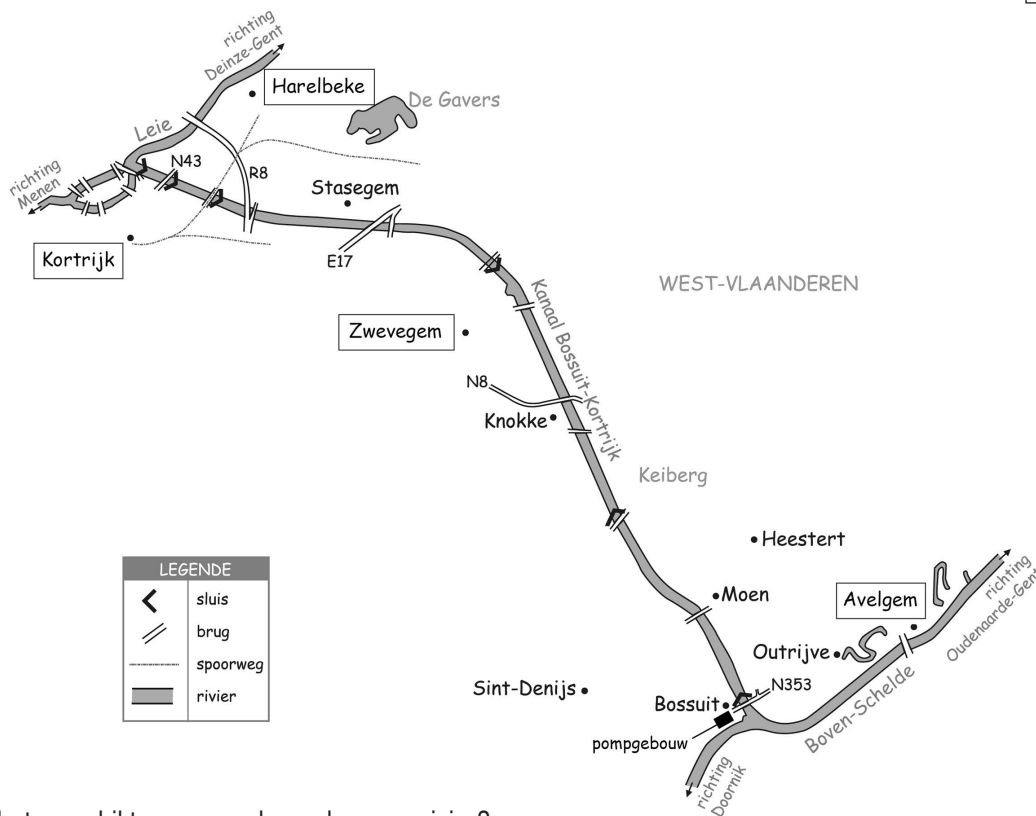 richting
Deinze-Gent
Harelbeke
De Gavers
Leie
N43
R8
richting
Menen
Stasegem
Kortrijk
E17
WEST-VLAANDEREN
Kanaal Bossuit-Kortrijk
Zwevegem
N8
Knokke
Keiberg
Heestert
LEGENDE
sluis
brug
spoorweg
rivier
Moen
Avelgem
richting
Oudenaarde-Gent
Outrijve
Sint-Denijs
N353
Bossuit
Boven-Schelde
pompgebouw
richting
Doornik